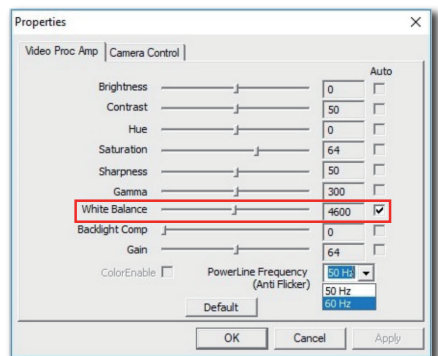 Properties
Video Proc Amp Camera Control
Auto
Brightness 0
Contrast 50
Hue 0
Saturation 64
Sharpness 50
Gamma 300
White Balance 4600
Backlight Comp 0
Gain 64
ColorEnable PowerLine Frequency 50 Hz
(Anti Flicker)
50 Hz
60 Hz
Default
OK Cancel Apply